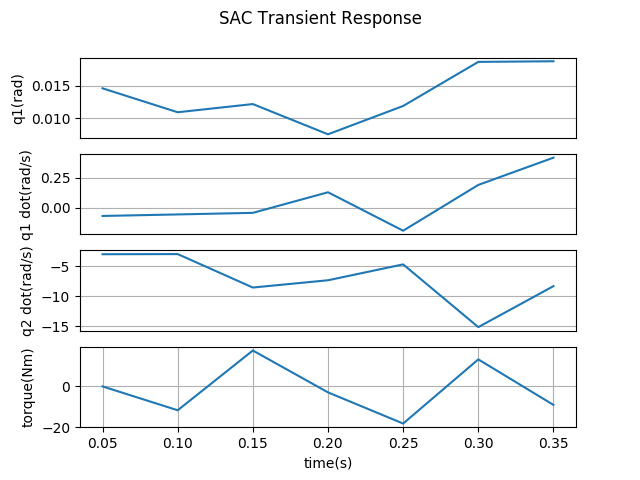 SAC Transient Response
q1(rad)
0.015
0.010
q1 dot(rad/s)
0.25
0.00
q2 dot(rad/s)
−5
−10
−15
torque(Nm)
0
−20
0.05 0.10 0.15 0.20 0.25 0.30 0.35
time(s)